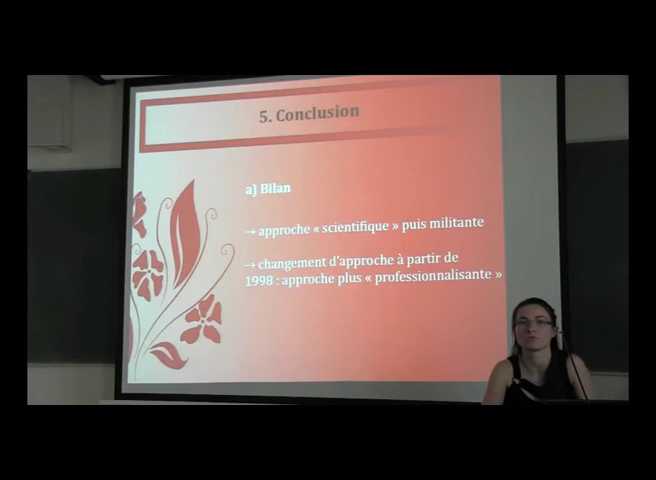 5. Conclusion
a) Bilan
→ approche « scientifique » puis militante
→ changement d'approche à partir de
1998 : approche plus « professionnalisante »